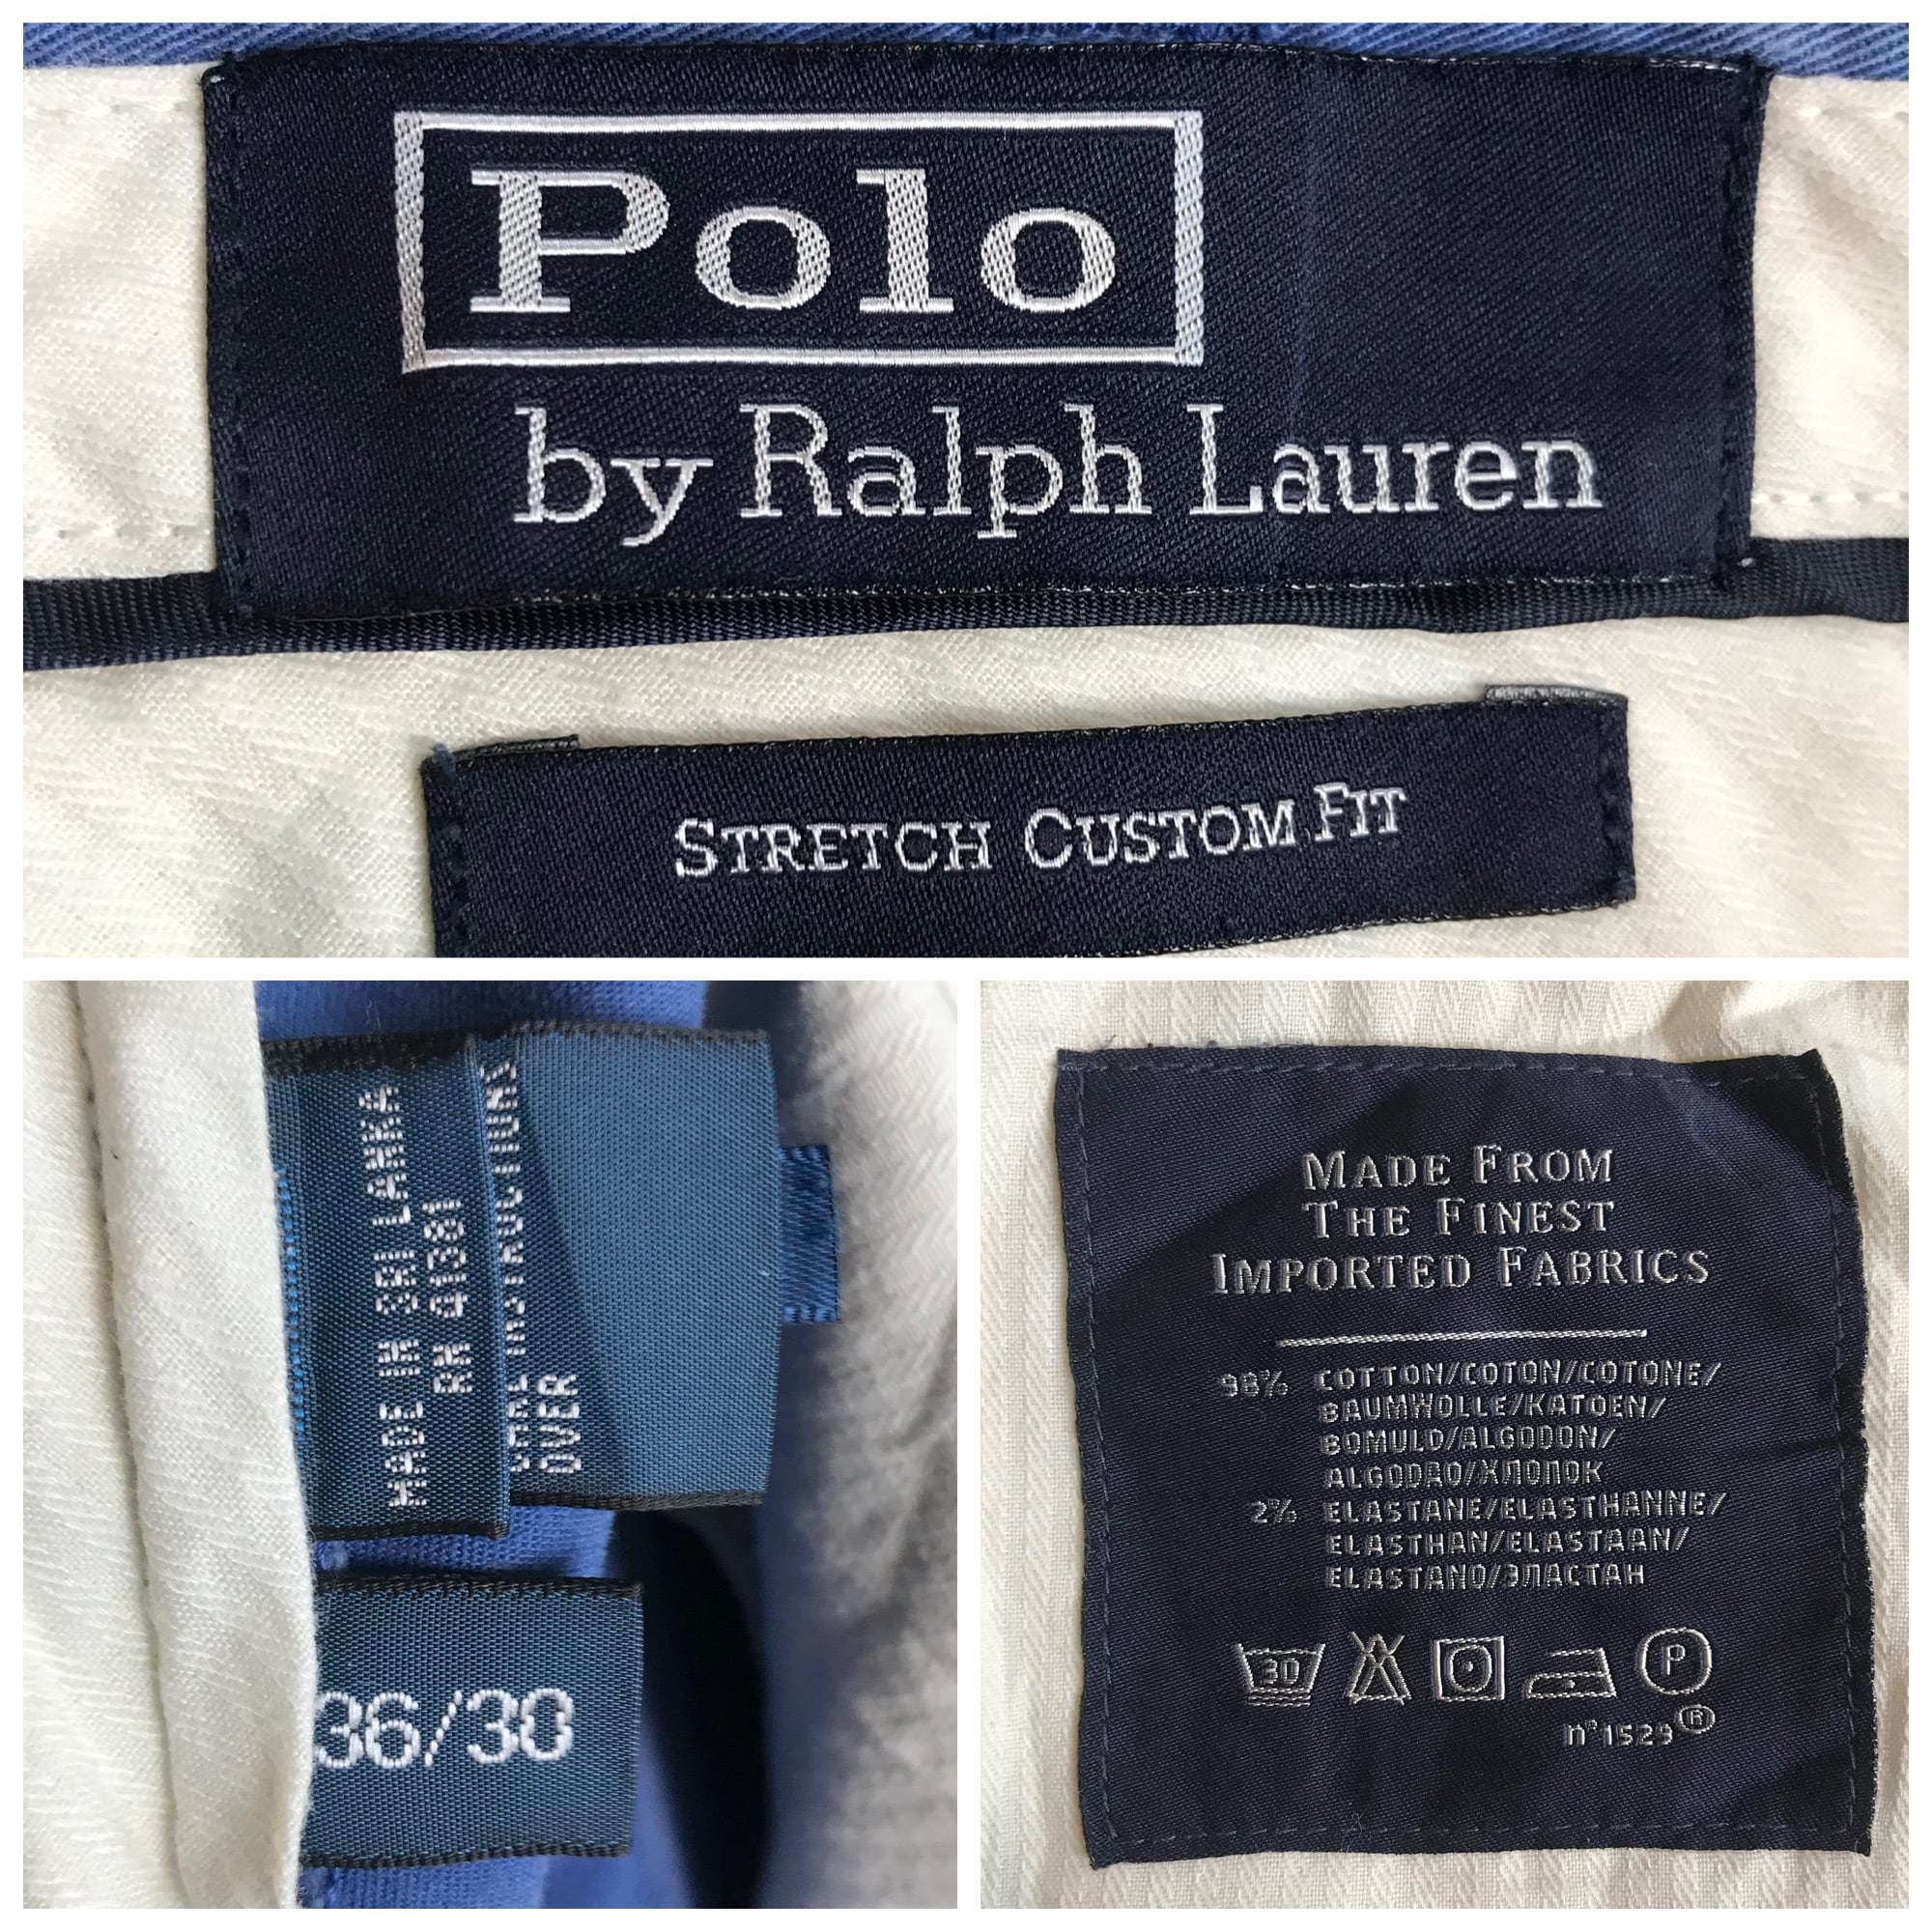 Polo
by Ralph Lauren
STRETCH CUSTOM FIT
MADE IN SRI LANKA
RN 41381
INSTRUCTIONS
OVER
36/30
MADE FROM
THE FINEST
IMPORTED FABRICS
98% COTTON/COTON/COTONE/
BAUMWOLLE/KATOEN/
BOMULD/ALGODON/
ALGODAO/ХЛОПОК
2% ELASTANE/ELASTHANNE/
ELASTHAN/ELASTAAN/
ELASTANO/ЭЛАСТАН
30 P
n°1529 ®